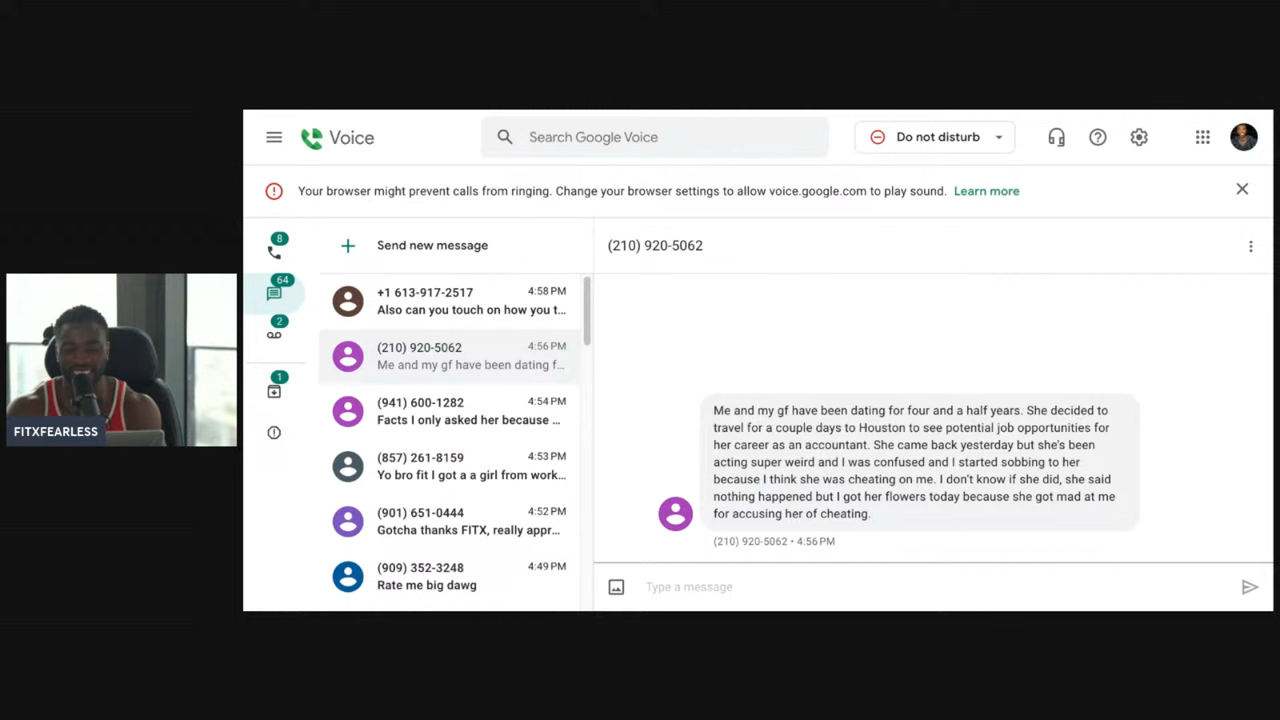 Voice
Search Google Voice
Do not disturb
Your browser might prevent calls from ringing. Change your browser settings to allow voice.google.com to play sound. Learn more
8
64
2
1
Send new message
+1 613-917-2517 4:58 PM
Also can you touch on how you t...
(210) 920-5062 4:56 PM
Me and my gf have been dating f...
(941) 600-1282 4:54 PM
Facts I only asked her because ...
(857) 261-8159 4:53 PM
Yo bro fit I got a a girl from work...
(901) 651-0444 4:52 PM
Gotcha thanks FITX, really appr...
(909) 352-3248 4:49 PM
Rate me big dawg
(210) 920-5062
Me and my gf have been dating for four and a half years. She decided to
travel for a couple days to Houston to see potential job opportunities for
her career as an accountant. She came back yesterday but she's been
acting super weird and I was confused and I started sobbing to her
because I think she was cheating on me. I don't know if she did, she said
nothing happened but I got her flowers today because she got mad at me
for accusing her of cheating.
(210) 920-5062 • 4:56 PM
Type a message
FITXFEARLESS